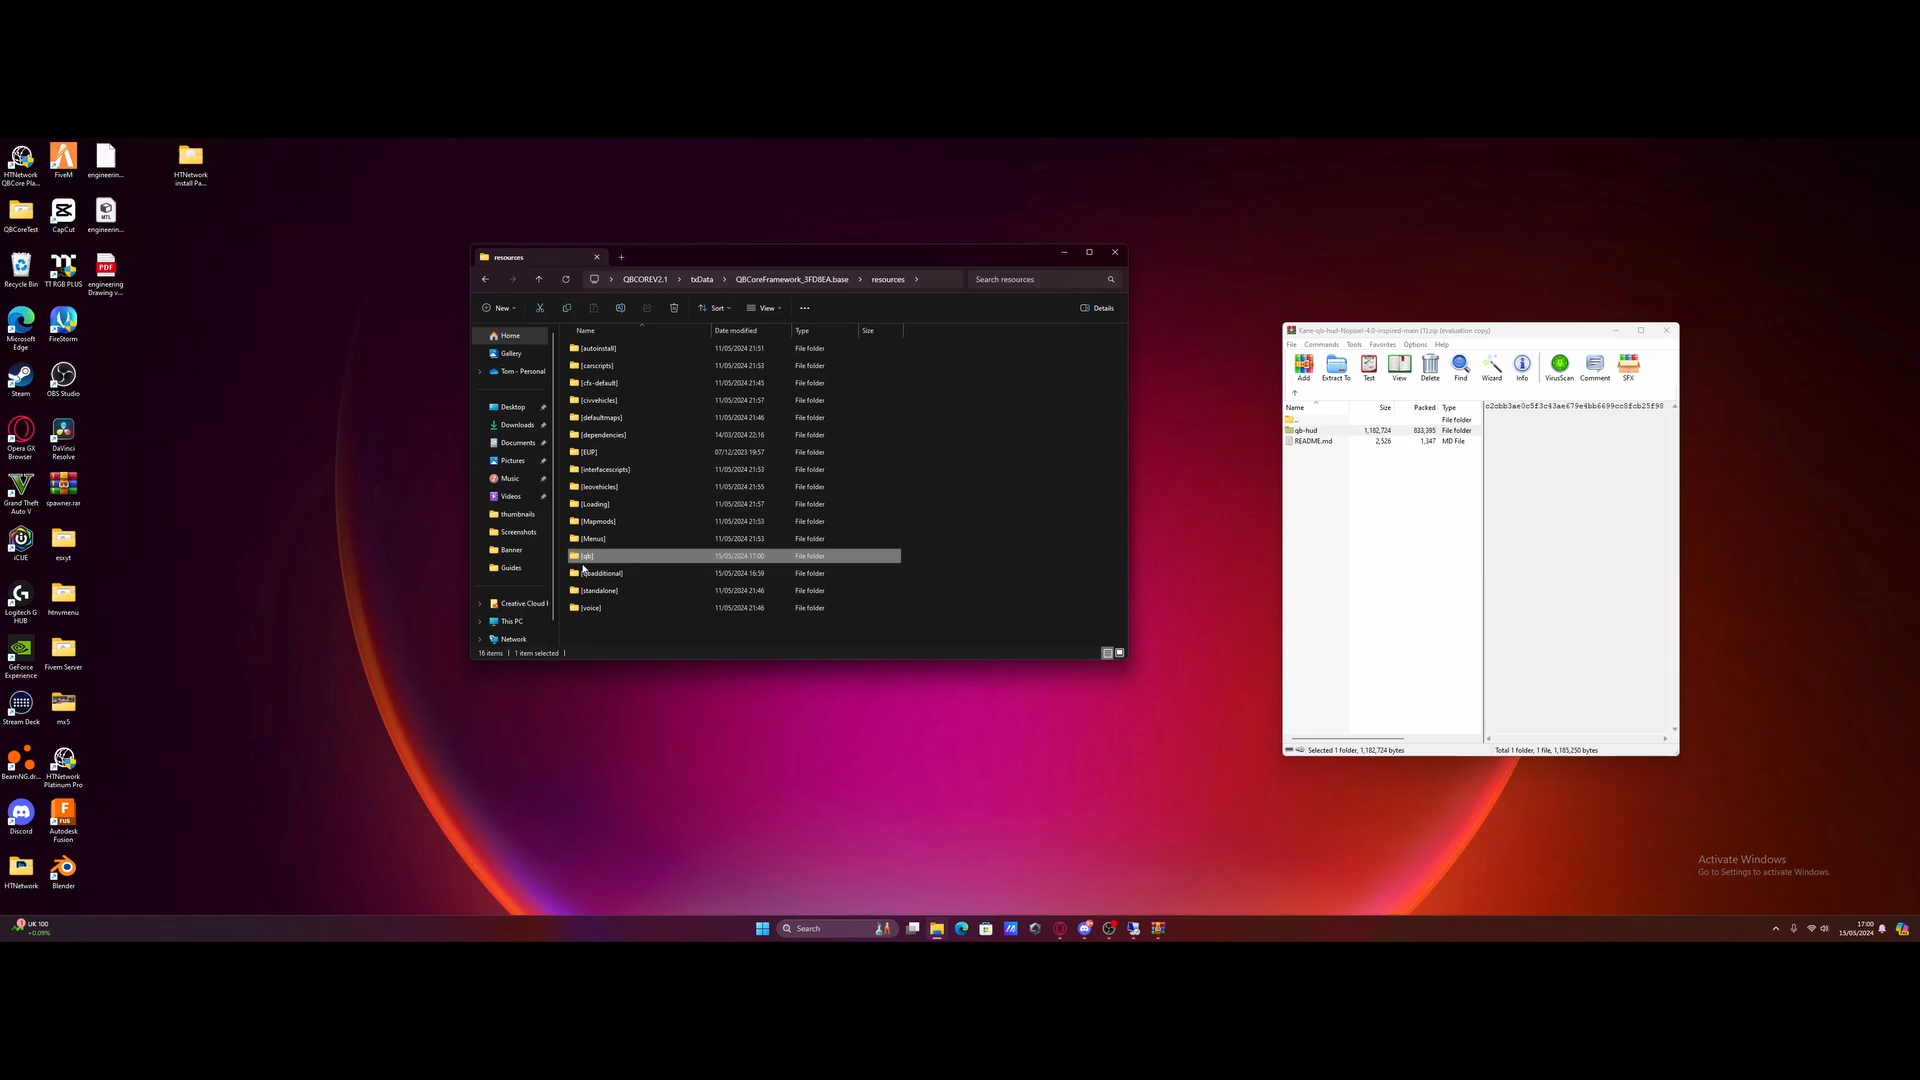 HTNetwork QBCore Pla...
FiveM
engineerin...
HTNetwork install Pa...
QBCoreTest
CapCut
engineerin...
Recycle Bin
TT RGB PLUS
engineering Drawing v...
Microsoft Edge
FireStorm
Steam
OBS Studio
Opera GX Browser
DaVinci Resolve
Grand Theft Auto V
spawner.rar
iCUE
esxyt
Logitech G HUB
htnvmenu
GeForce Experience
Fivem Server
Stream Deck
mx5
BeamNG.dr...
HTNetwork Platinum Pro
Discord
Autodesk Fusion
HTNetwork
Blender
resources
QBCOREV2.1 > txData > QBCoreFramework_3FD8EA.base > resources >
Search resources
New
Sort
View
Details
Home
Gallery
Tom - Personal
Desktop
Downloads
Documents
Pictures
Music
Videos
thumbnails
Screenshots
Banner
Guides
Creative Cloud F
This PC
Network
Name Date modified Type Size
[autoinstall] 11/05/2024 21:51 File folder
[carscripts] 11/05/2024 21:53 File folder
[cfx-default] 11/05/2024 21:45 File folder
[civvehicles] 11/05/2024 21:57 File folder
[defaultmaps] 11/05/2024 21:46 File folder
[dependencies] 14/03/2024 22:16 File folder
[EUP] 07/12/2023 19:57 File folder
[interfacescripts] 11/05/2024 21:53 File folder
[leovehicles] 11/05/2024 21:55 File folder
[Loading] 11/05/2024 21:57 File folder
[Mapmods] 11/05/2024 21:53 File folder
[Menus] 11/05/2024 21:53 File folder
[qb] 15/05/2024 17:00 File folder
[qbadditional] 15/05/2024 16:59 File folder
[standalone] 11/05/2024 21:46 File folder
[voice] 11/05/2024 21:46 File folder
16 items | 1 item selected |
Kane-qb-hud-Nopixel-4.0-inspired-main (1).zip (evaluation copy)
File Commands Tools Favorites Options Help
Add Extract To Test View Delete Find Wizard Info VirusScan Comment SFX
Name Size Packed Type
.. File folder
qb-hud 1,182,724 833,395 File folder
README.md 2,526 1,347 MD File
c2cbb3ae0c5f3c43ae679e4bb6699cc8fcb25f98
Selected 1 folder, 1,182,724 bytes
Total 1 folder, 1 file, 1,185,250 bytes
Activate Windows
Go to Settings to activate Windows.
UK 100
+0.09%
Search
17:00
15/05/2024